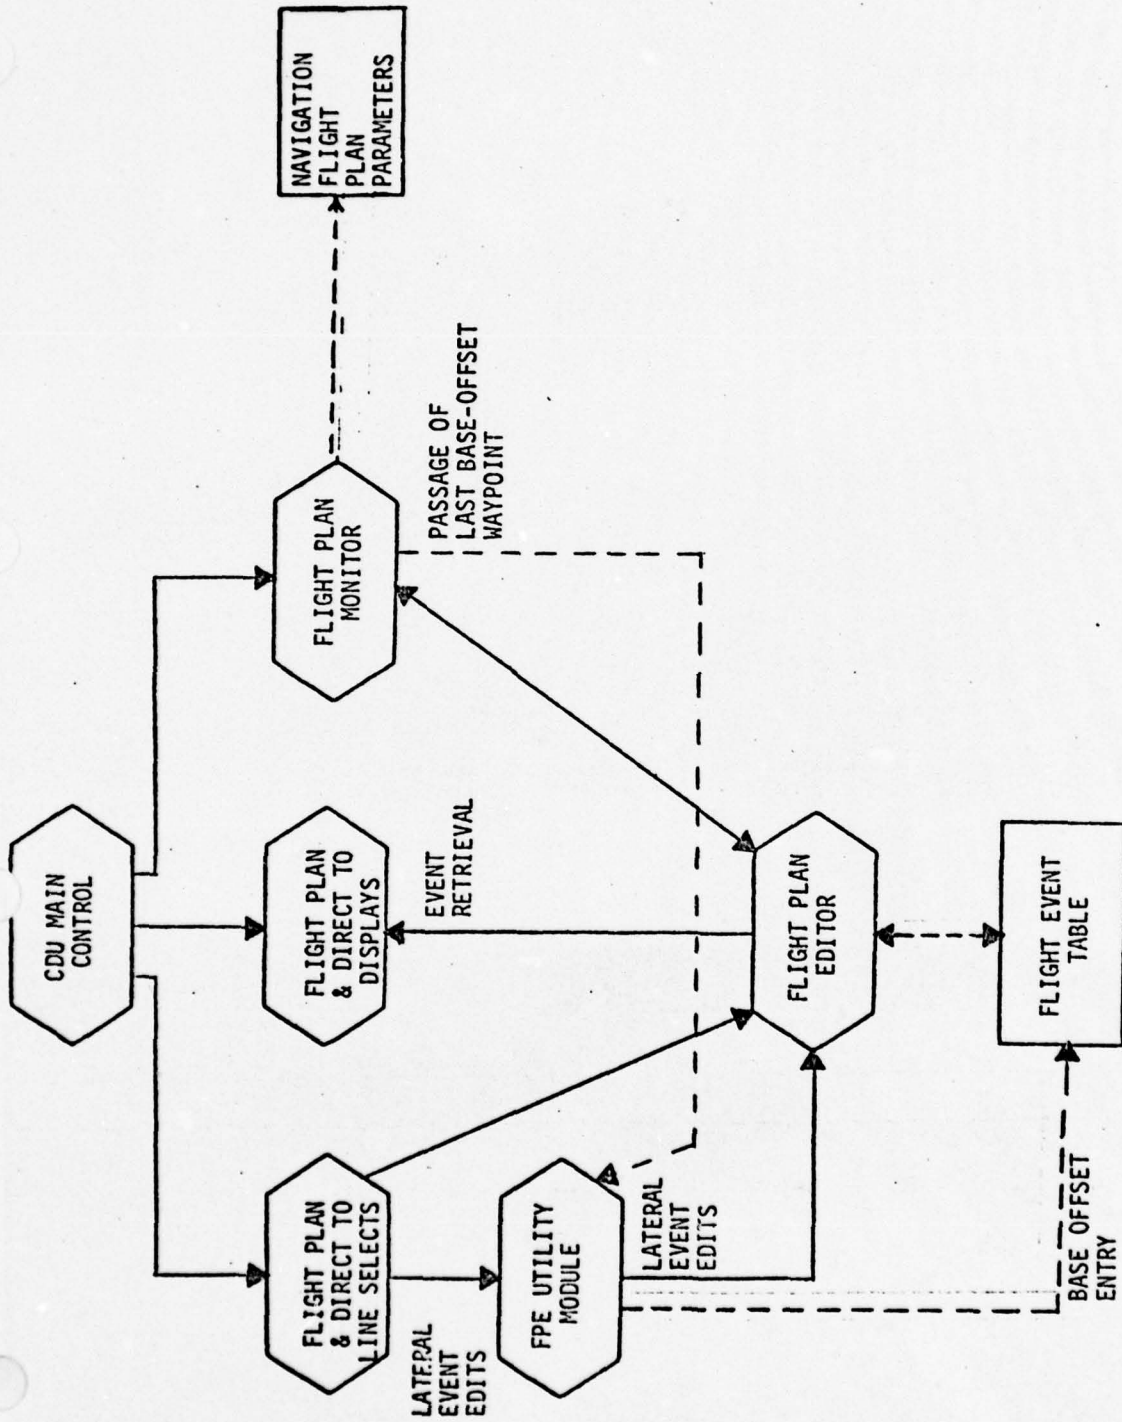 CDU MAIN
CONTROL
FLIGHT PLAN
& DIRECT TO
LINE SELECTS
FLIGHT PLAN
& DIRECT TO
DISPLAYS
FLIGHT PLAN
MONITOR
NAVIGATION
FLIGHT
PLAN
PARAMETERS
LATERAL
EVENT
EDITS
EVENT
RETRIEVAL
PASSAGE OF
LAST BASE-OFFSET
WAYPOINT
FPE UTILITY
MODULE
LATERAL
EVENT
EDITS
FLIGHT PLAN
EDITOR
BASE OFFSET
ENTRY
FLIGHT EVENT
TABLE